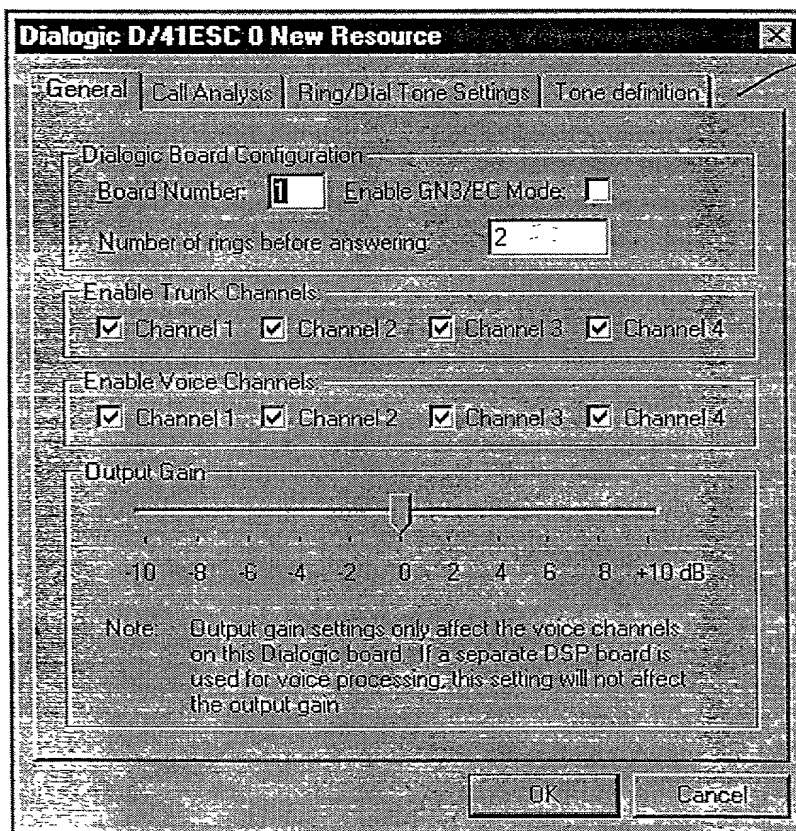 Dialogic D/41ESC 0 New Resource
General Call Analysis Ring/Dial Tone Settings Tone definition
Dialogic Board Configuration
Board Number: 1 Enable GN3/EC Mode:
Number of rings before answering: 2
Enable Trunk Channels:
Channel 1 Channel 2 Channel 3 Channel 4
Enable Voice Channels:
Channel 1 Channel 2 Channel 3 Channel 4
Output Gain
-10 -8 -6 -4 -2 0 2 4 6 8 +10 dB
Note: Output gain settings only affect the voice channels
on this Dialogic board. If a separate DSP board is
used for voice processing, this setting will not affect
the output gain
OK Cancel